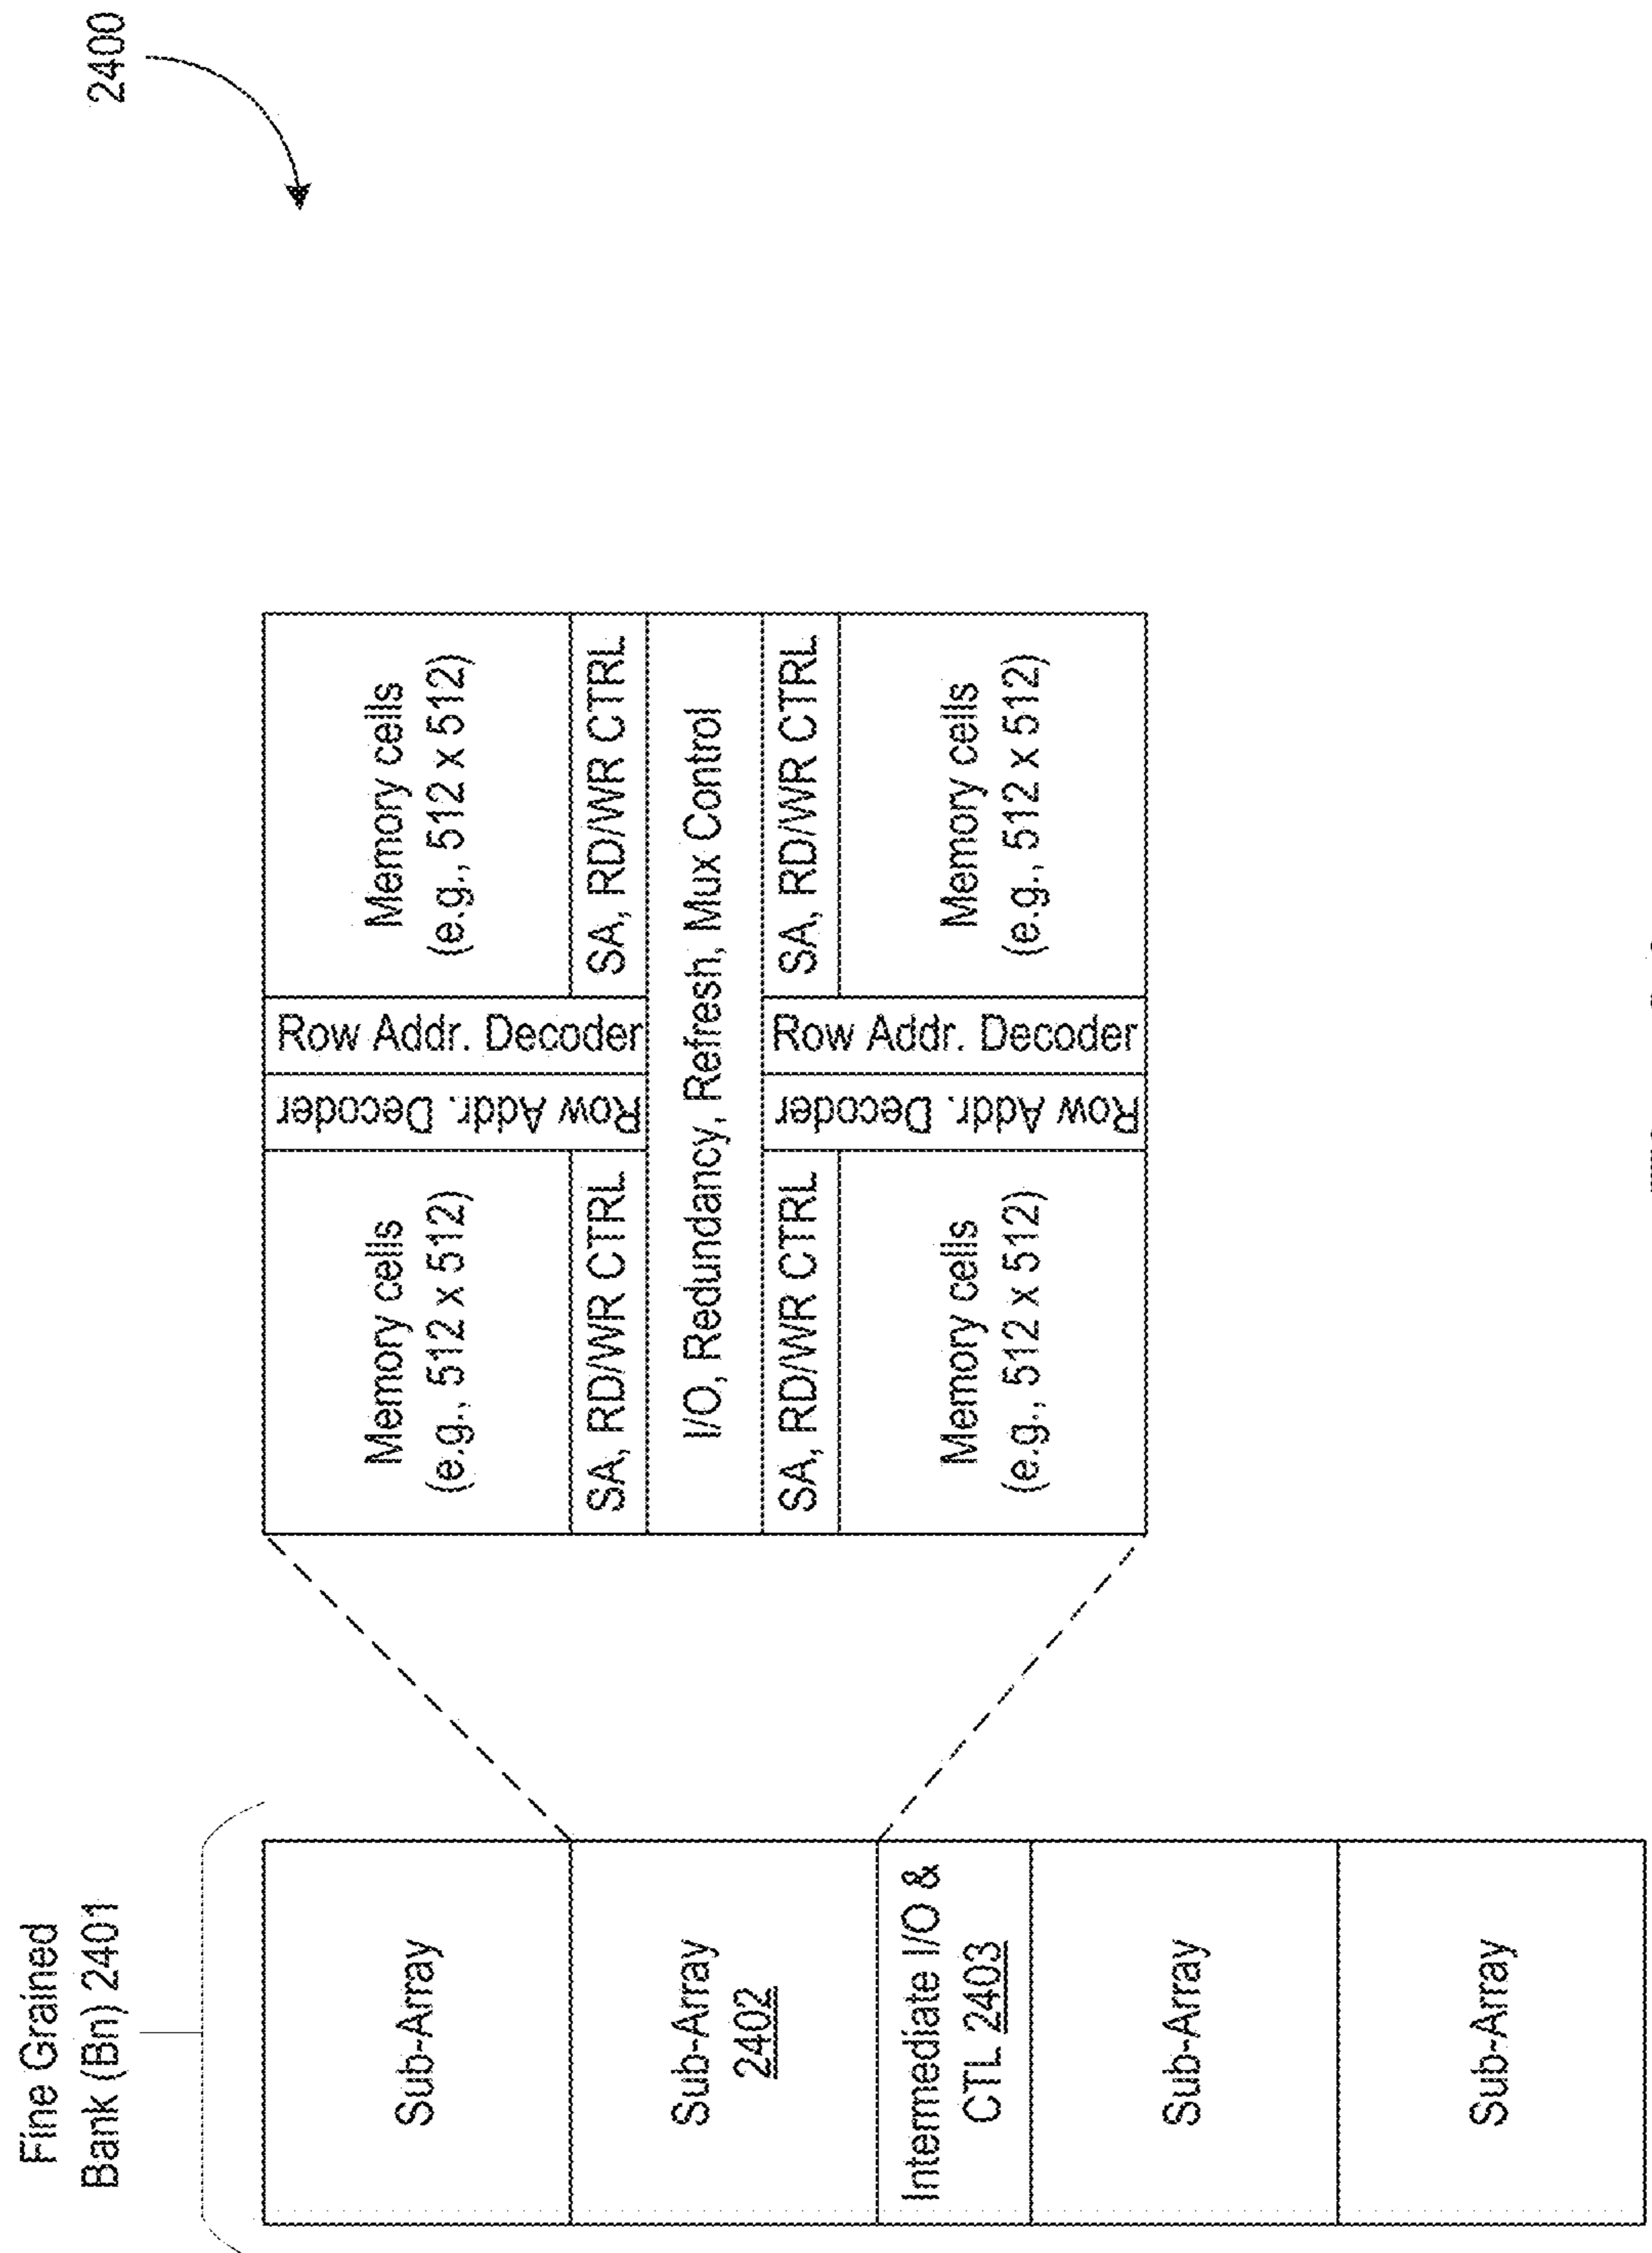 2400
Fine Grained
Bank (Bn) 2401
Sub-Array
Sub-Array
2402
Intermediate I/O &
CTL 2403
Sub-Array
Sub-Array
Memory cells
(e.g., 512 x 512)
Row Addr. Decoder
Row Addr. Decoder
Memory cells
(e.g., 512 x 512)
SA, RD/WR CTRL
SA, RD/WR CTRL
I/O, Redundancy, Refresh, Mux Control
SA, RD/WR CTRL
SA, RD/WR CTRL
Row Addr. Decoder
Row Addr. Decoder
Memory cells
(e.g., 512 x 512)
Memory cells
(e.g., 512 x 512)